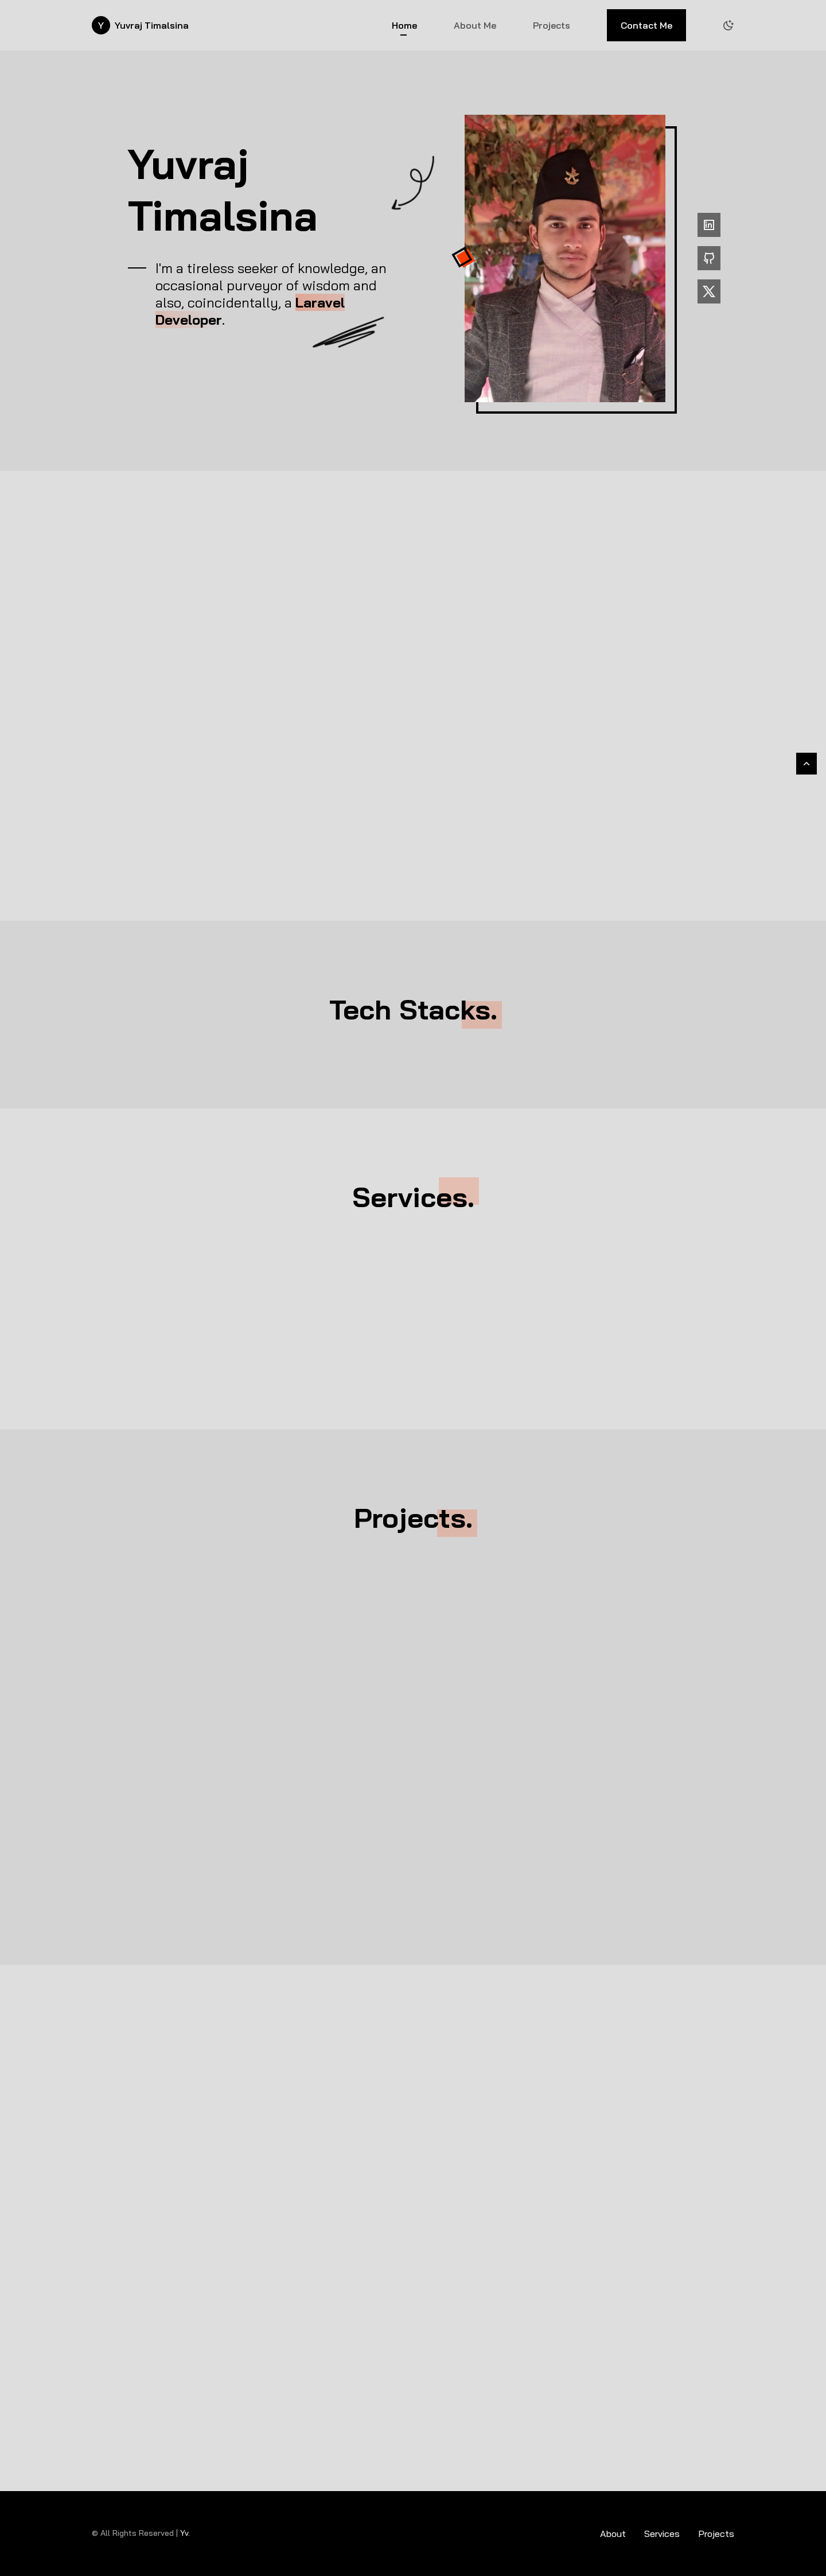 Y Yuvraj Timalsina
Home
About Me
Projects
Contact Me
Yuvraj
Timalsina
I'm a tireless seeker of knowledge, an
occasional purveyor of wisdom and
also, coincidentally, a Laravel
Developer.
in
Tech Stacks.
Services.
Projects.
© All Rights Reserved | Yv.
About
Services
Projects